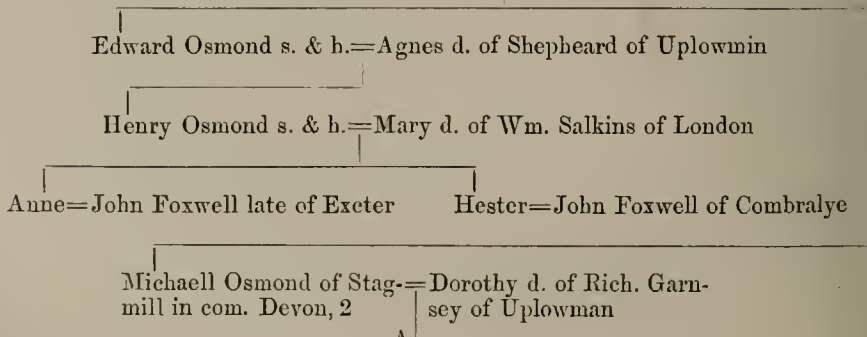 Edward Osmond s. & h.=Agnes d. of Shepheard of Uplowmin
Henry Osmond s. & h.=Mary d. of Wm. Salkins of London
Anne=John Foxwell late of Exeter Hester=John Foxwell of Combralye
Michaell Osmond of Stag-=Dorothy d. of Rich. Garn-
mill in com. Devon, 2 sey of Uplowman
A